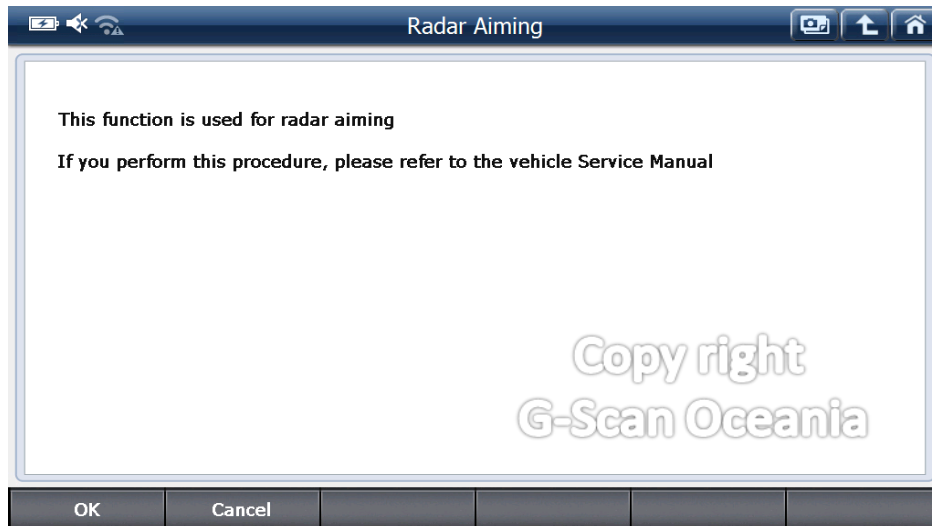 Radar Aiming
This function is used for radar aiming
If you perform this procedure, please refer to the vehicle Service Manual
Copy right
G-Scan Oceania
OK Cancel